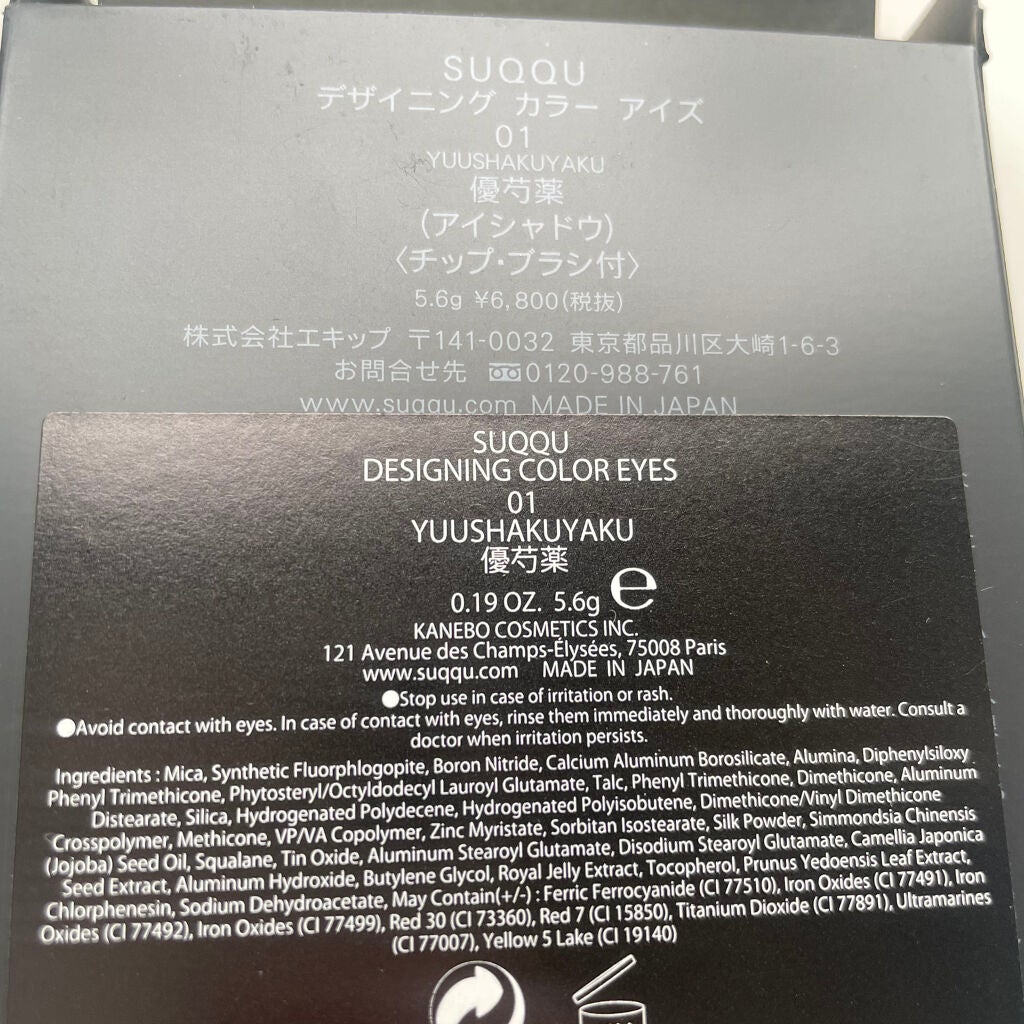 SUQQU
デザイニング カラー アイズ
01
YUUSHAKUYAKU
優芍薬
(アイシャドウ)
〈チップ・ブラシ付〉
5.6g ¥6,800(税抜)
株式会社エキップ 〒141-0032 東京都品川区大崎1-6-3
お問合せ先 0120-988-761
www.suqqu.com MADE IN JAPAN
SUQQU
DESIGNING COLOR EYES
01
YUUSHAKUYAKU
優芍薬
0.19 OZ. 5.6g e
KANEBO COSMETICS INC.
121 Avenue des Champs-Élysées, 75008 Paris
www.suqqu.com MADE IN JAPAN
●Stop use in case of irritation or rash.
●Avoid contact with eyes. In case of contact with eyes, rinse them immediately and thoroughly with water. Consult a
doctor when irritation persists.
Ingredients : Mica, Synthetic Fluorphlogopite, Boron Nitride, Calcium Aluminum Borosilicate, Alumina, Diphenylsiloxy
Phenyl Trimethicone, Phytosteryl/Octyldodecyl Lauroyl Glutamate, Talc, Phenyl Trimethicone, Dimethicone, Aluminum
Distearate, Silica, Hydrogenated Polydecene, Hydrogenated Polyisobutene, Dimethicone/Vinyl Dimethicone
Crosspolymer, Methicone, VP/VA Copolymer, Zinc Myristate, Sorbitan Isostearate, Silk Powder, Simmondsia Chinensis
(Jojoba) Seed Oil, Squalane, Tin Oxide, Aluminum Stearoyl Glutamate, Disodium Stearoyl Glutamate, Camellia Japonica
Seed Extract, Aluminum Hydroxide, Butylene Glycol, Royal Jelly Extract, Tocopherol, Prunus Yedoensis Leaf Extract,
Chlorphenesin, Sodium Dehydroacetate, May Contain(+/-) : Ferric Ferrocyanide (CI 77510), Iron Oxides (CI 77491), Iron
Oxides (CI 77492), Iron Oxides (CI 77499), Red 30 (CI 73360), Red 7 (CI 15850), Titanium Dioxide (CI 77891), Ultramarines
(CI 77007), Yellow 5 Lake (CI 19140)